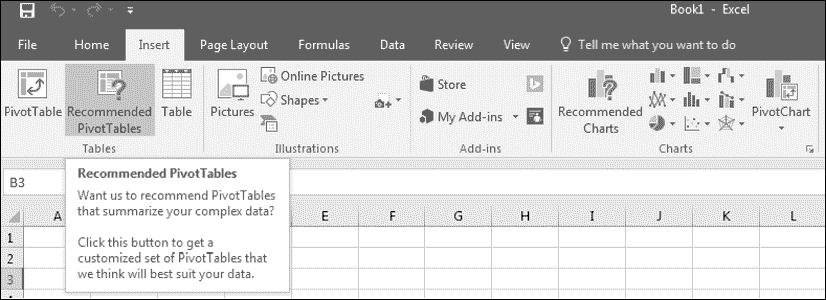 Book1 - Excel
File Home Insert Page Layout Formulas Data Review View Tell me what you want to do
PivotTable Recommended PivotTables Table Pictures Online Pictures
Shapes
Store
My Add-ins
Recommended Charts PivotChart
Tables Illustrations Add-ins Charts
B3
Recommended PivotTables
Want us to recommend PivotTables
that summarize your complex data?
Click this button to get a
customized set of PivotTables that
we think will best suit your data.
A E F G H I J K L
1
2
3